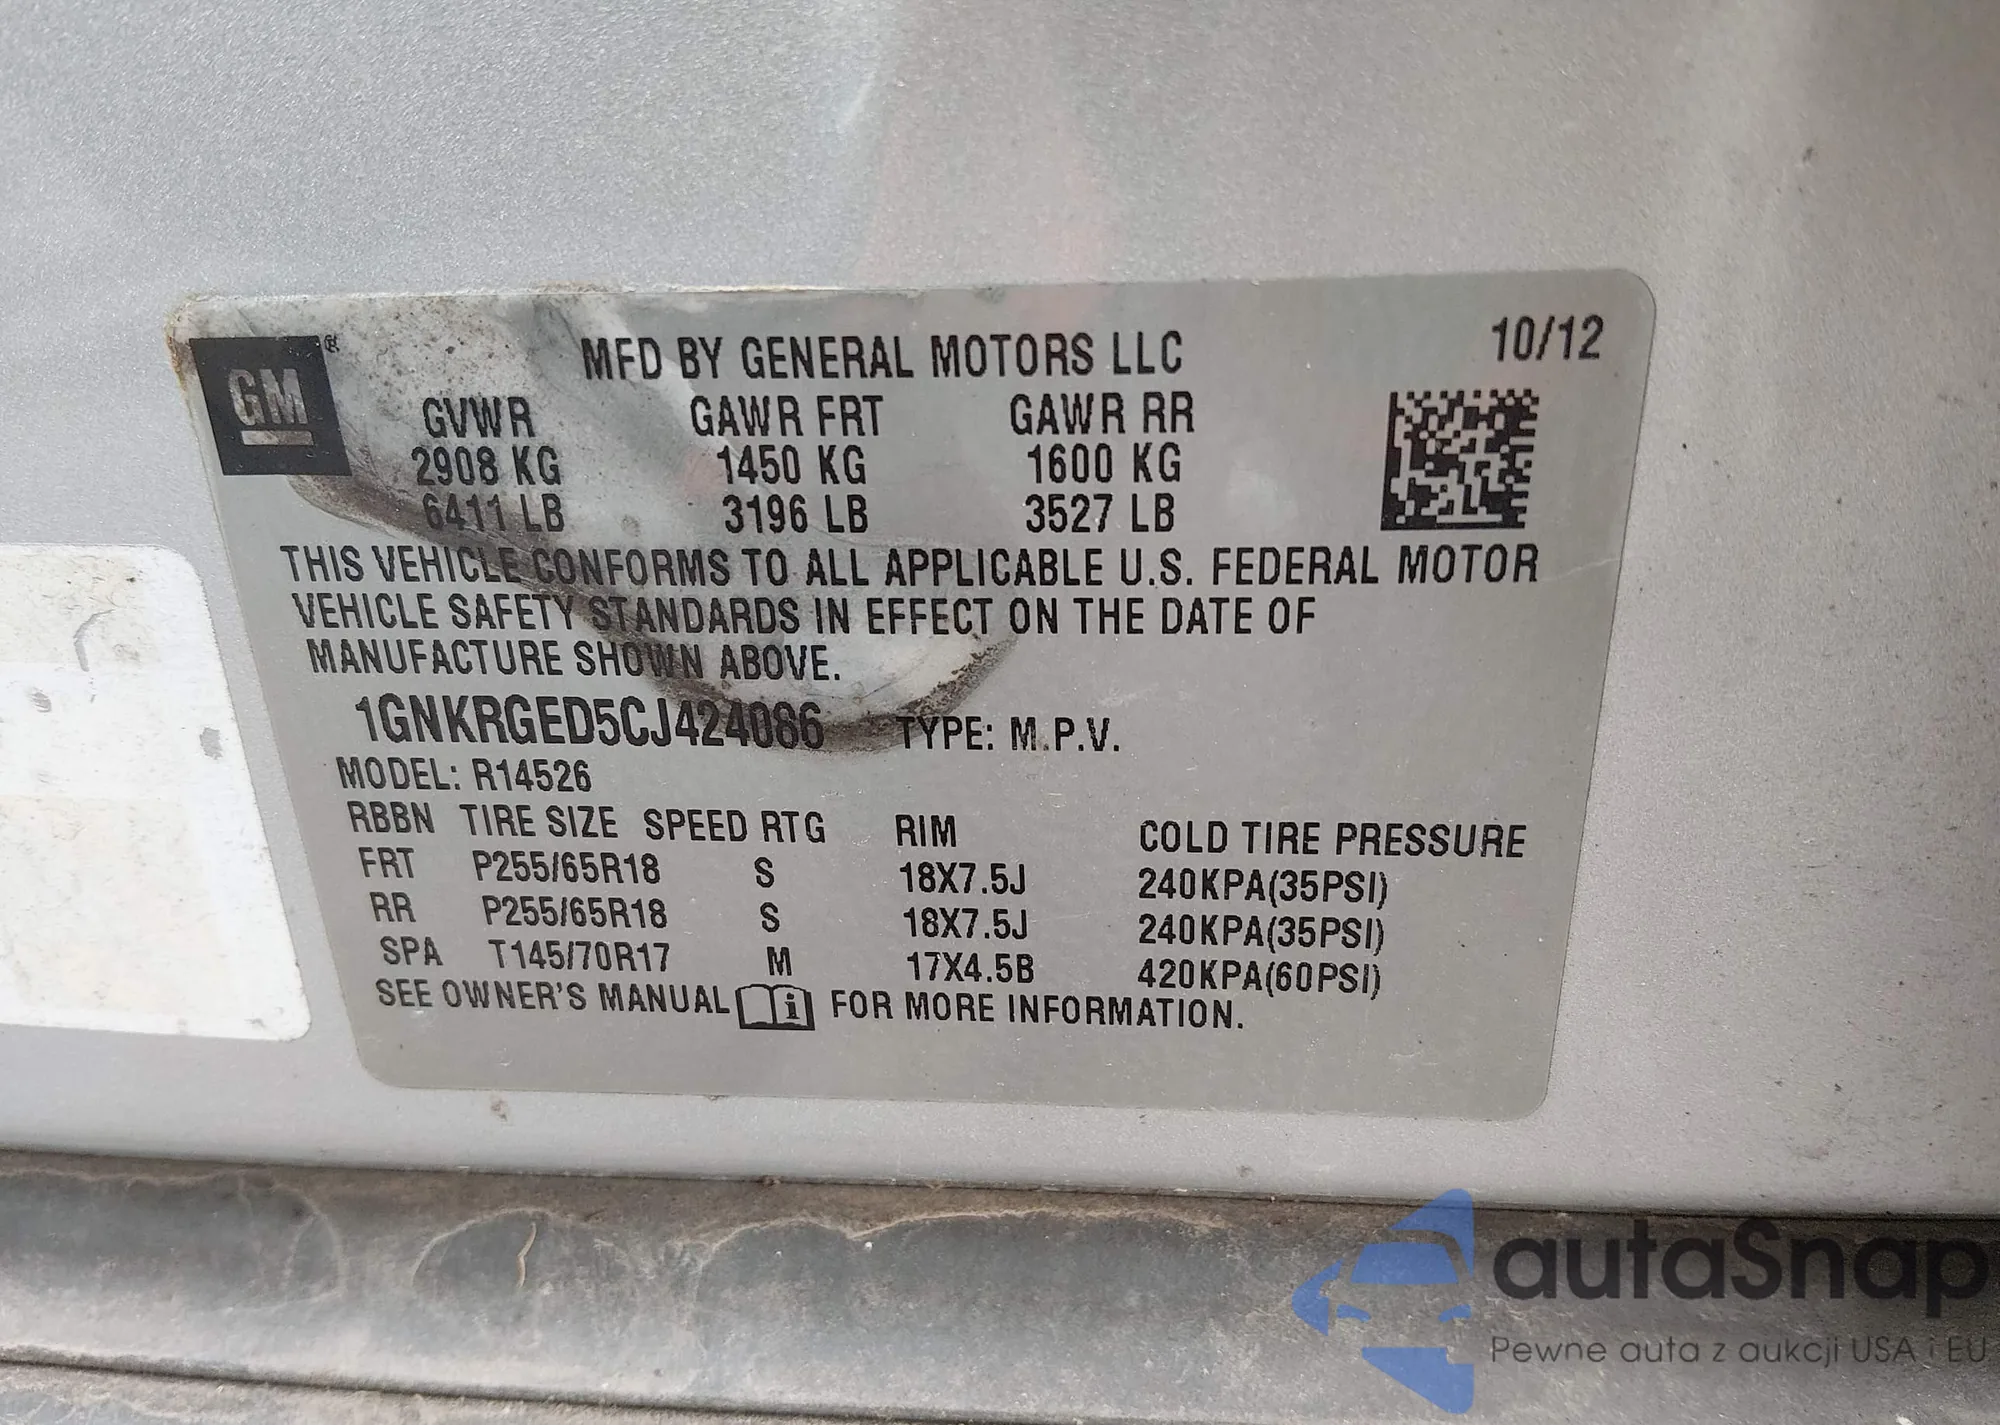 GM®
MFD BY GENERAL MOTORS LLC 10/12
GVWR GAWR FRT GAWR RR
2908 KG 1450 KG 1600 KG
6411 LB 3196 LB 3527 LB
THIS VEHICLE CONFORMS TO ALL APPLICABLE U.S. FEDERAL MOTOR
VEHICLE SAFETY STANDARDS IN EFFECT ON THE DATE OF
MANUFACTURE SHOWN ABOVE.
1GNKRGED5CJ424086 TYPE: M.P.V.
MODEL: R14526
RBBN TIRE SIZE SPEED RTG RIM COLD TIRE PRESSURE
FRT P255/65R18 S 18X7.5J 240KPA(35PSI)
RR P255/65R18 S 18X7.5J 240KPA(35PSI)
SPA T145/70R17 M 17X4.5B 420KPA(60PSI)
SEE OWNER'S MANUAL i FOR MORE INFORMATION.
autaSnap
Pewne auta z aukcji USA i EU